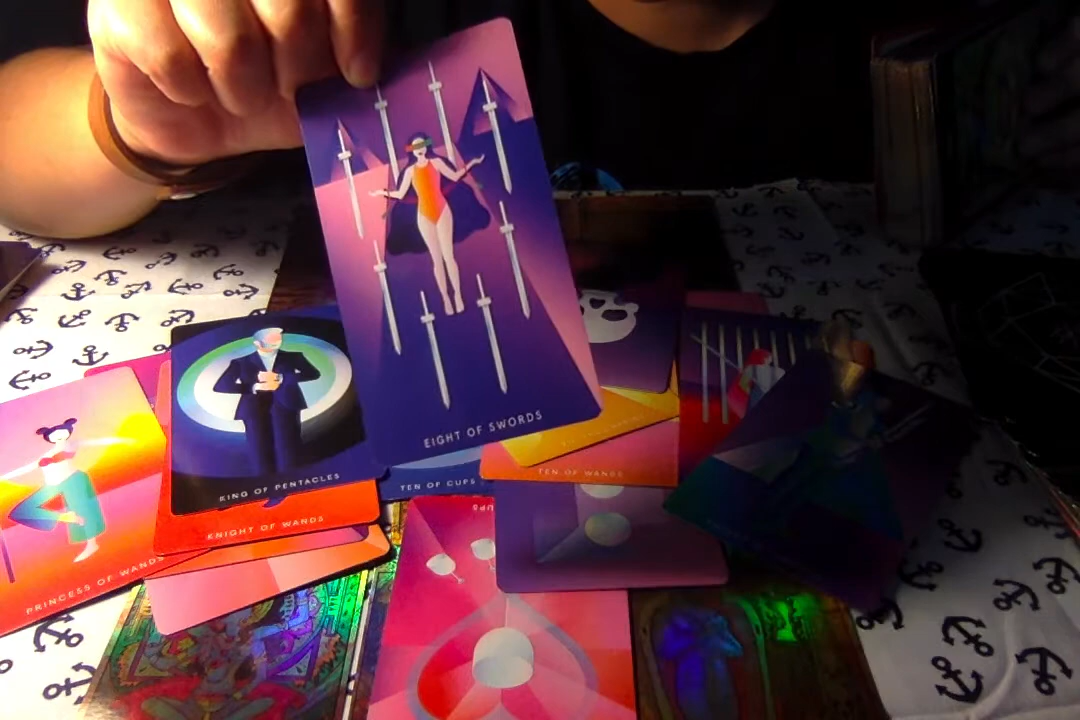 EIGHT OF SWORDS
KING OF PENTACLES
TEN OF CUPS
TEN OF WANDS
KNIGHT OF WANDS
PRINCESS OF WANDS